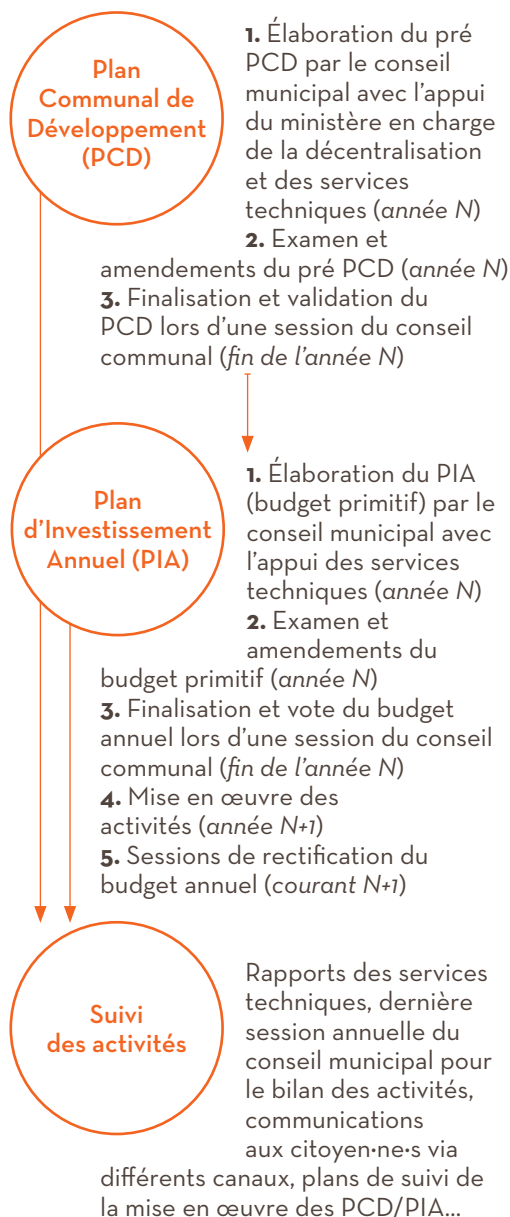 Plan
Communal de
Développement
(PCD)
1. Élaboration du pré
PCD par le conseil
municipal avec l'appui
du ministère en charge
de la décentralisation
et des services
techniques (année N)
2. Examen et
amendements du pré PCD (année N)
3. Finalisation et validation du
PCD lors d'une session du conseil
communal (fin de l'année N)
Plan
d'Investissement
Annuel (PIA)
1. Élaboration du PIA
(budget primitif) par le
conseil municipal avec
l'appui des services
techniques (année N)
2. Examen et
amendements du
budget primitif (année N)
3. Finalisation et vote du budget
annuel lors d'une session du conseil
communal (fin de l'année N)
4. Mise en œuvre des
activités (année N+1)
5. Sessions de rectification du
budget annuel (courant N+1)
Suivi
des activités
Rapports des services
techniques, dernière
session annuelle du
conseil municipal pour
le bilan des activités,
communications
aux citoyen·ne·s via
différents canaux, plans de suivi de
la mise en œuvre des PCD/PIA...